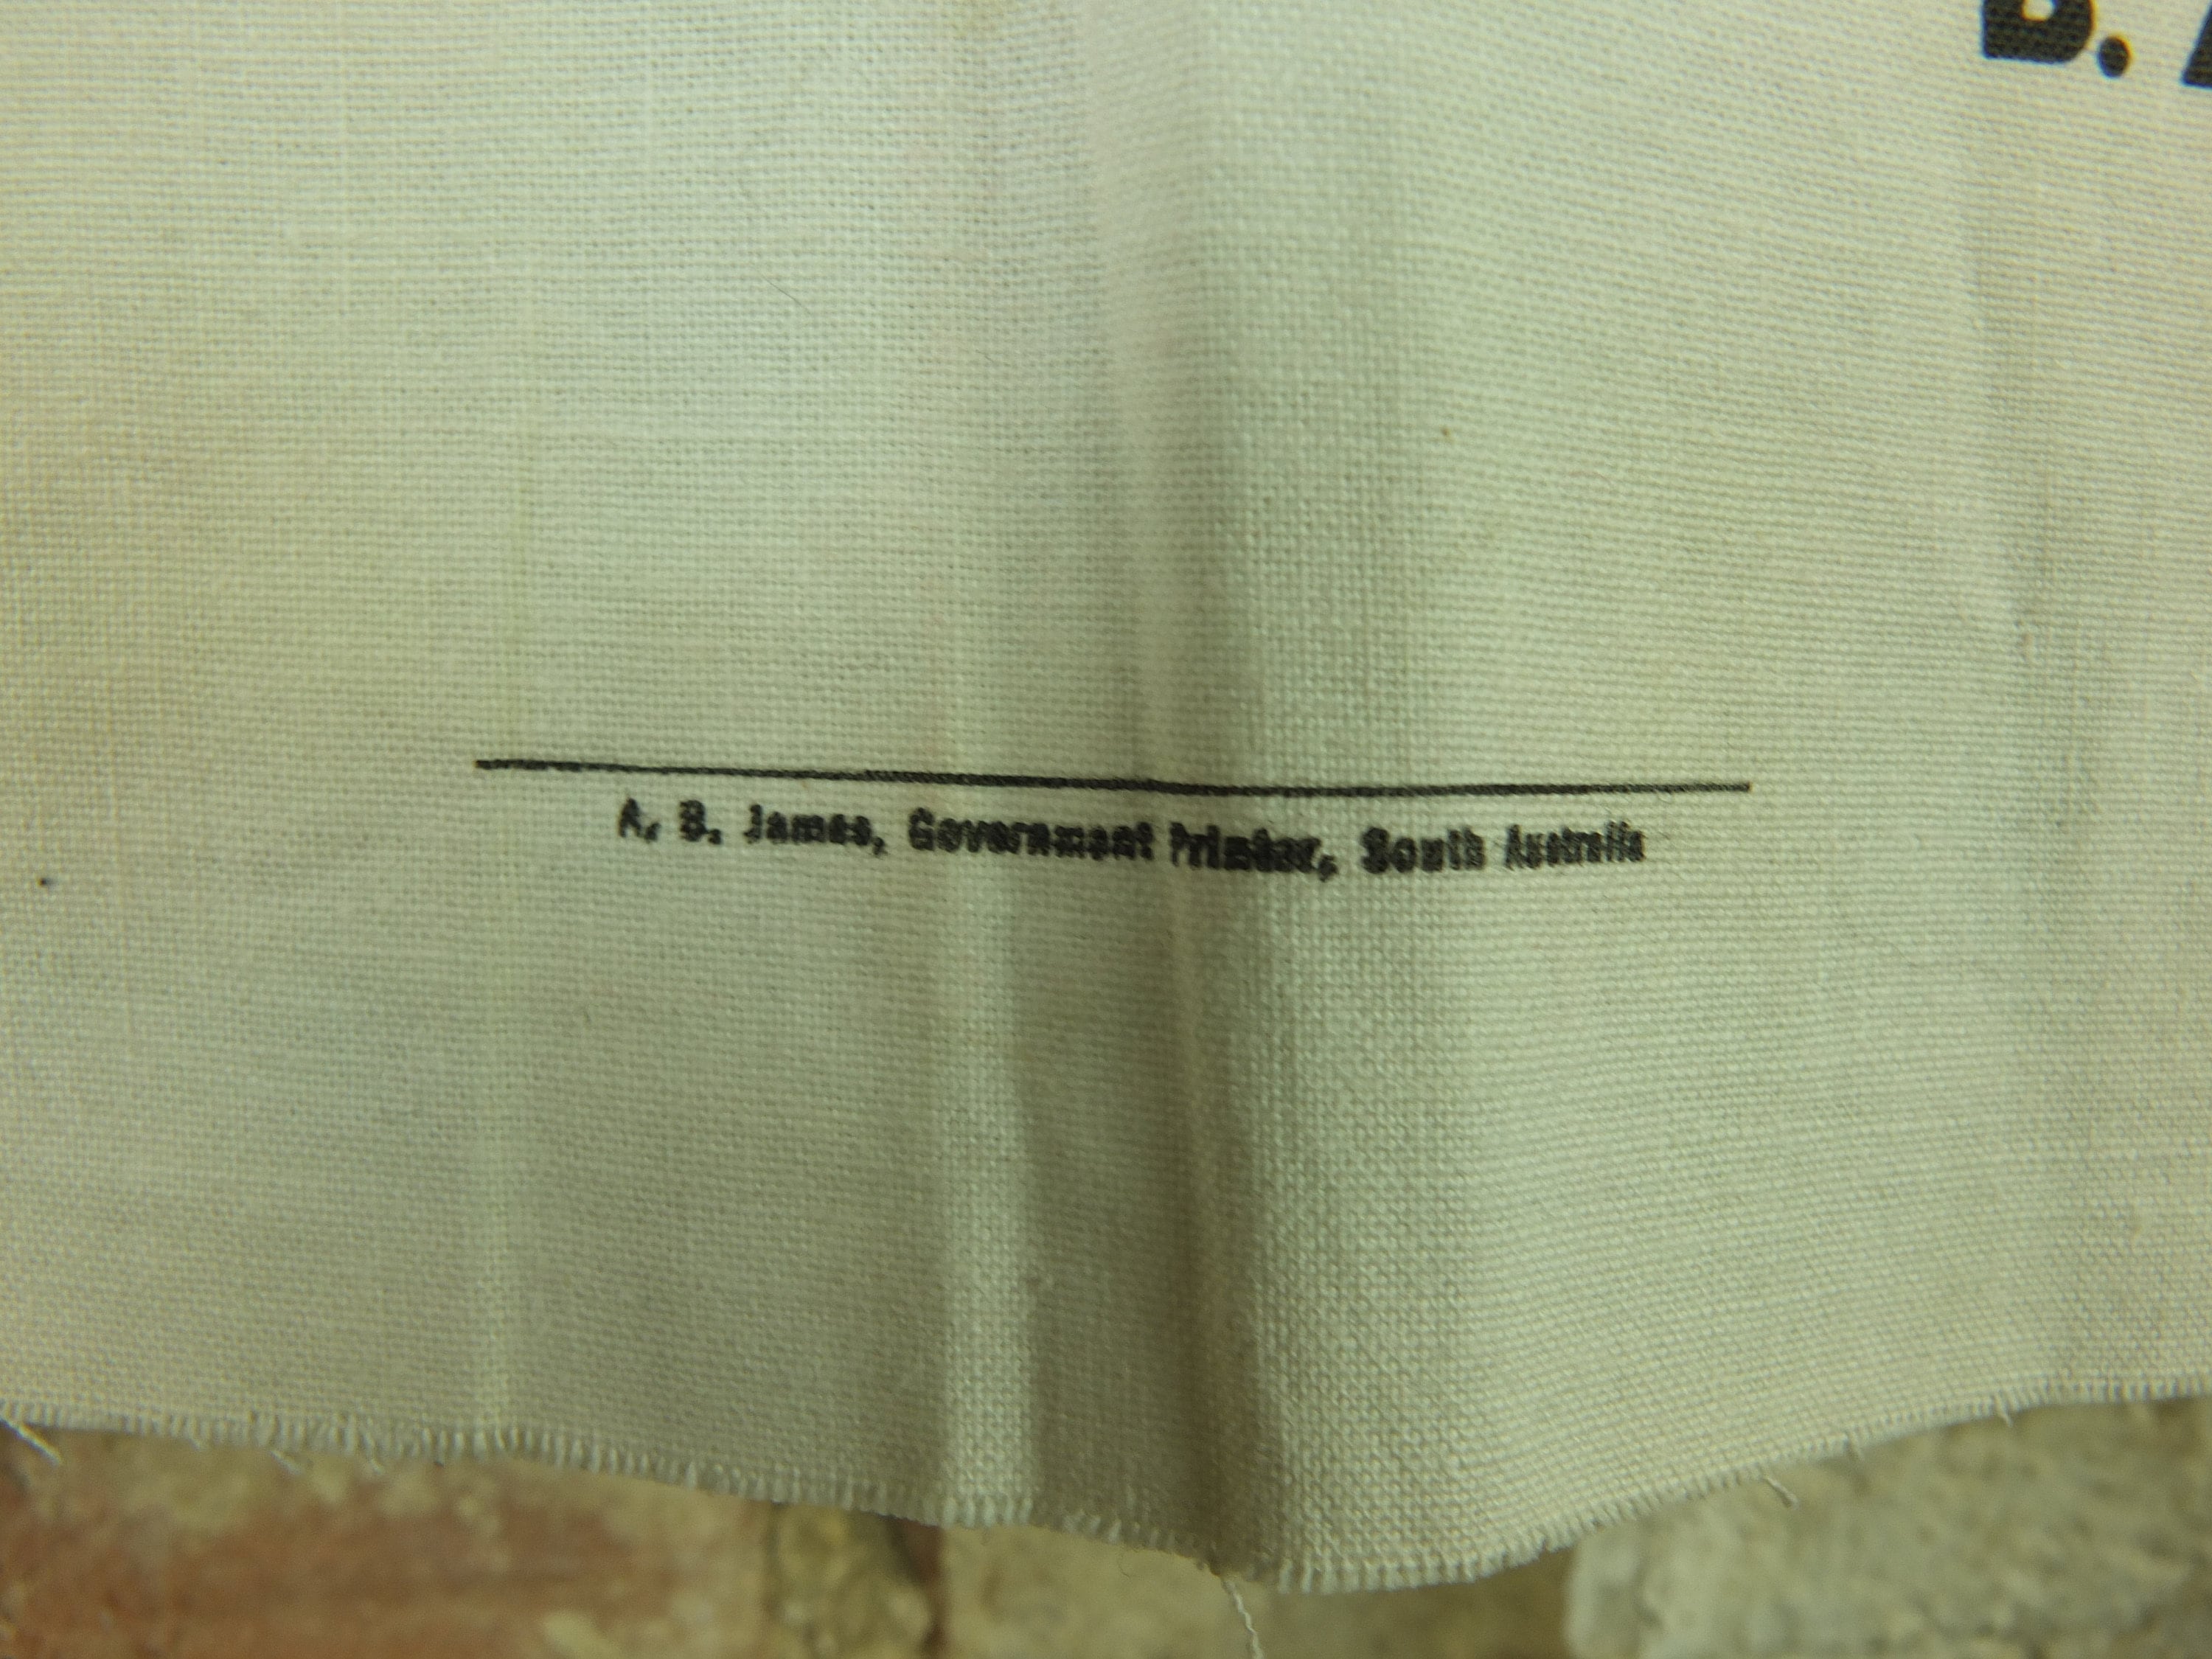 B.
A. B. James, Government Printer, South Australia